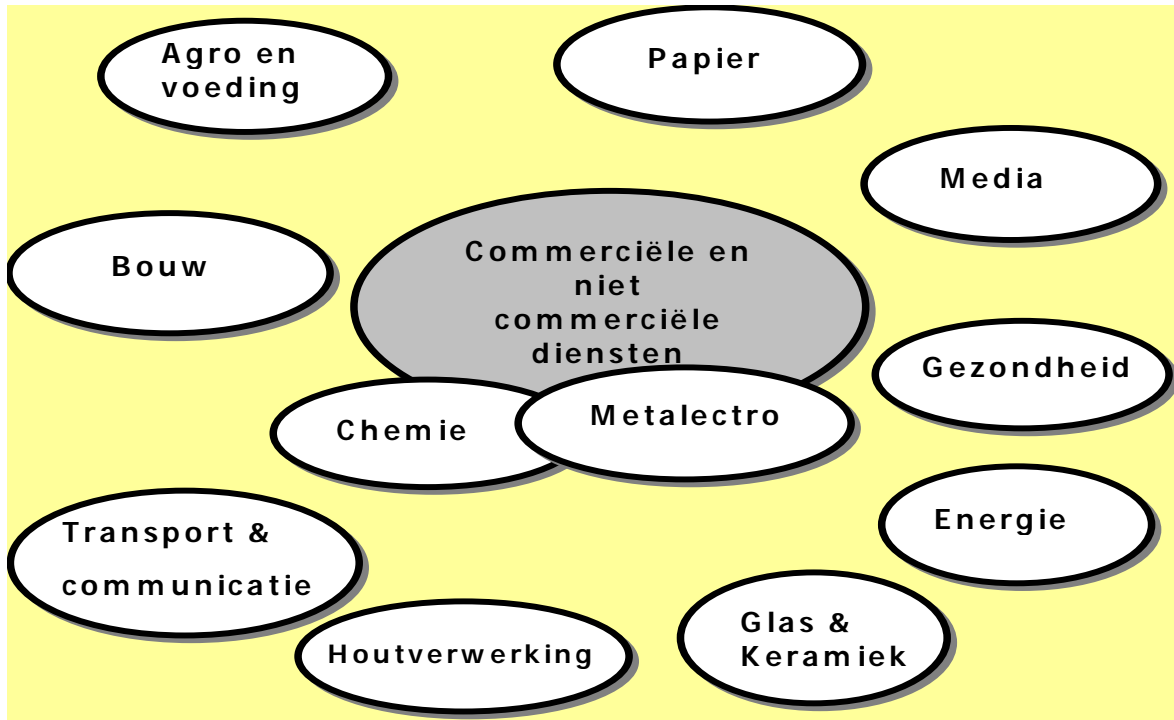 Agro en
voeding
Papier
Media
Bouw
Commerciële en
niet
commerciële
diensten
Gezondheid
Chemie
Metalectro
Transport &
communicatie
Energie
Houtverwerking
Glas &
Keramiek